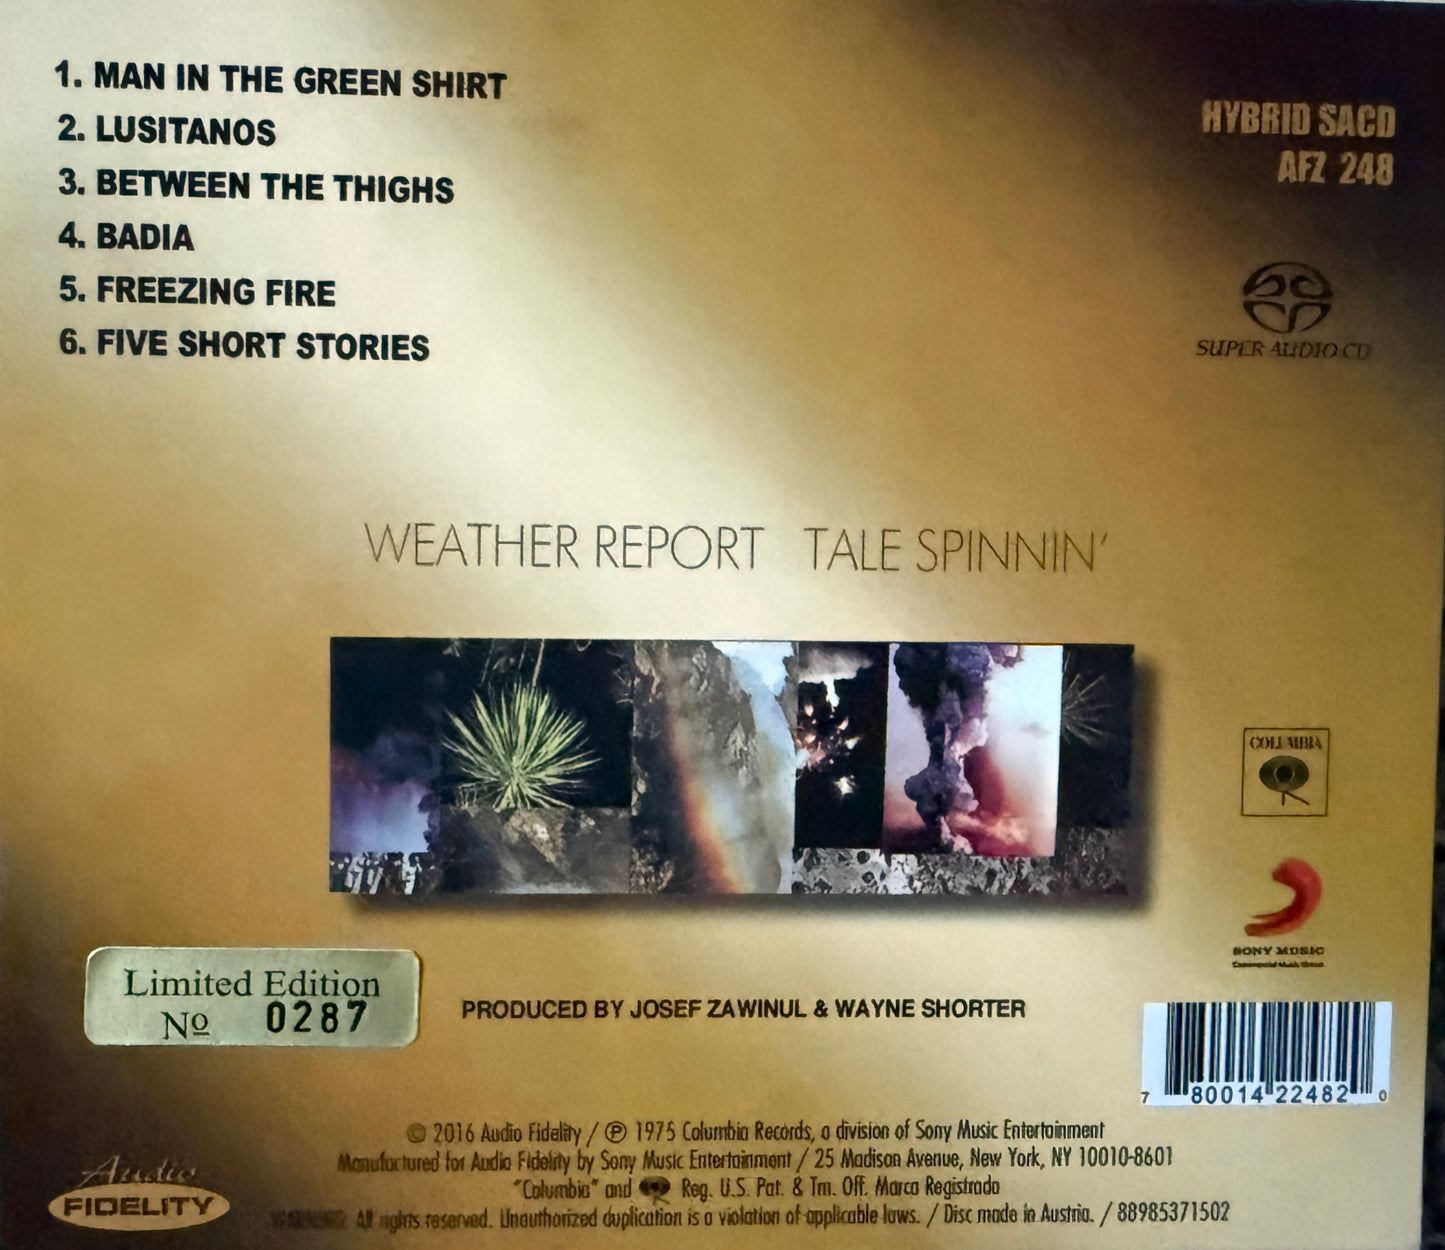 1. MAN IN THE GREEN SHIRT
2. LUSITANOS
3. BETWEEN THE THIGHS
4. BADIA
5. FREEZING FIRE
6. FIVE SHORT STORIES
HYBRID SACD
AFZ 248
SUPER AUDIO CD
WEATHER REPORT TALE SPINNIN'
COLUMBIA
SONY MUSIC
Commercial Music Group
Limited Edition
Nº 0287
PRODUCED BY JOSEF ZAWINUL & WAYNE SHORTER
7 80014 22482 0
© 2016 Audio Fidelity / ℗ 1975 Columbia Records, a division of Sony Music Entertainment
Manufactured for Audio Fidelity by Sony Music Entertainment / 25 Madison Avenue, New York, NY 10010-8601
"Columbia" and Reg. U.S. Pat. & Tm. Off. Marca Registrada
WARNING: All rights reserved. Unauthorized duplication is a violation of applicable laws. / Disc made in Austria. / 88985371502
Audio
FIDELITY